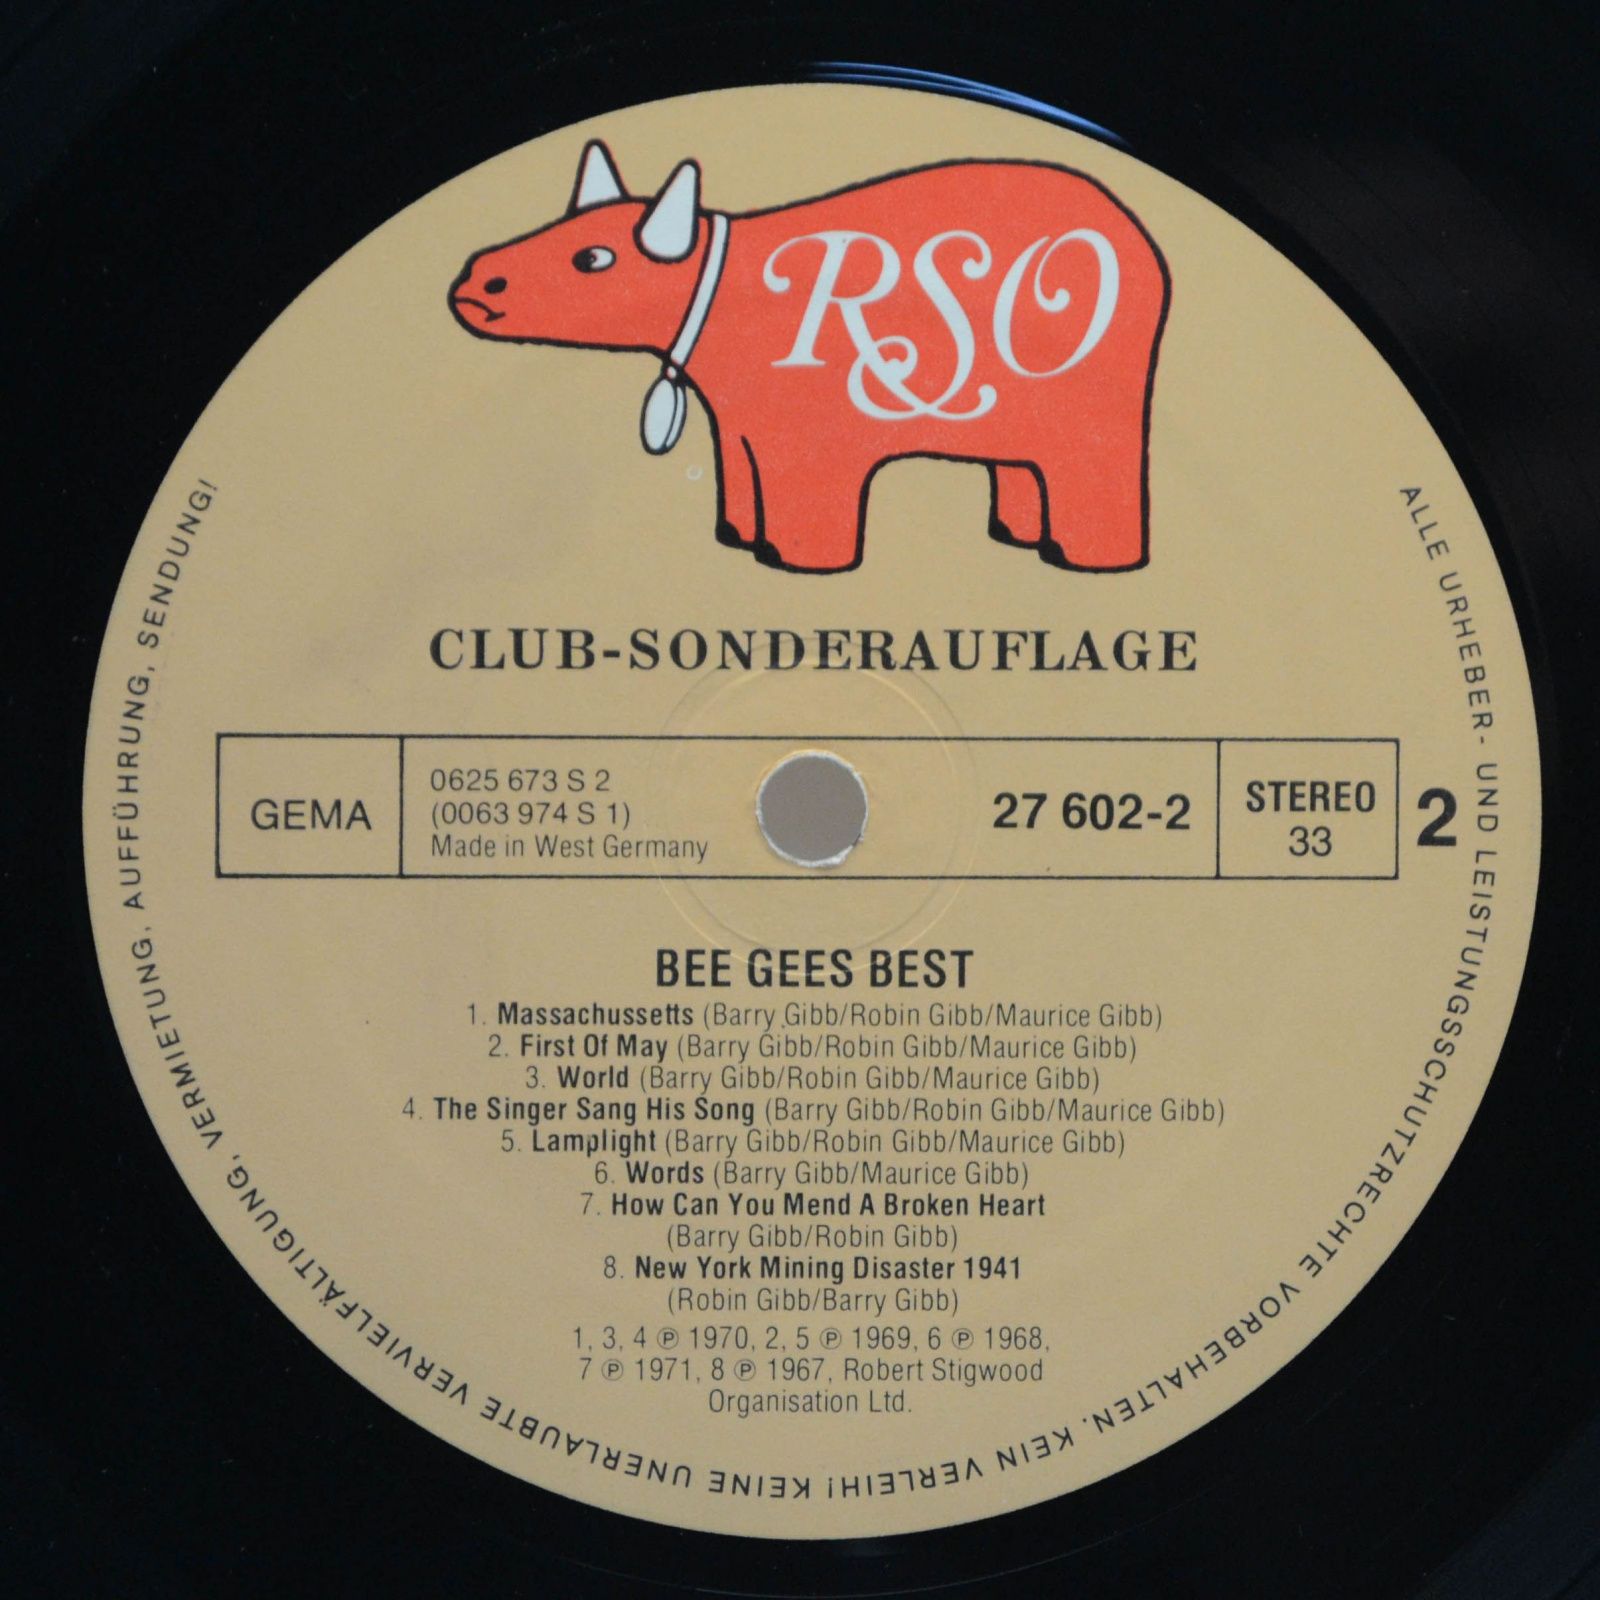 RSO
CLUB-SONDERAUFLAGE
GEMA
0625 673 S 2
(0063 974 S 1)
Made in West Germany
27 602-2
STEREO
33
2
BEE GEES BEST
1. Massachussetts (Barry Gibb/Robin Gibb/Maurice Gibb)
2. First Of May (Barry Gibb/Robin Gibb/Maurice Gibb)
3. World (Barry Gibb/Robin Gibb/Maurice Gibb)
4. The Singer Sang His Song (Barry Gibb/Robin Gibb/Maurice Gibb)
5. Lamplight (Barry Gibb/Robin Gibb/Maurice Gibb)
6. Words (Barry Gibb/Maurice Gibb)
7. How Can You Mend A Broken Heart
(Barry Gibb/Robin Gibb)
8. New York Mining Disaster 1941
(Robin Gibb/Barry Gibb)
1, 3, 4 ℗ 1970, 2, 5 ℗ 1969, 6 ℗ 1968,
7 ℗ 1971, 8 ℗ 1967, Robert Stigwood
Organisation Ltd.
ALLE URHEBER- UND LEISTUNGSSCHUTZRECHTE VORBEHALTEN. KEIN VERLEIH! KEINE UNERLAUBTE VERVIELFÄLTIGUNG, VERMIETUNG, AUFFÜHRUNG, SENDUNG!